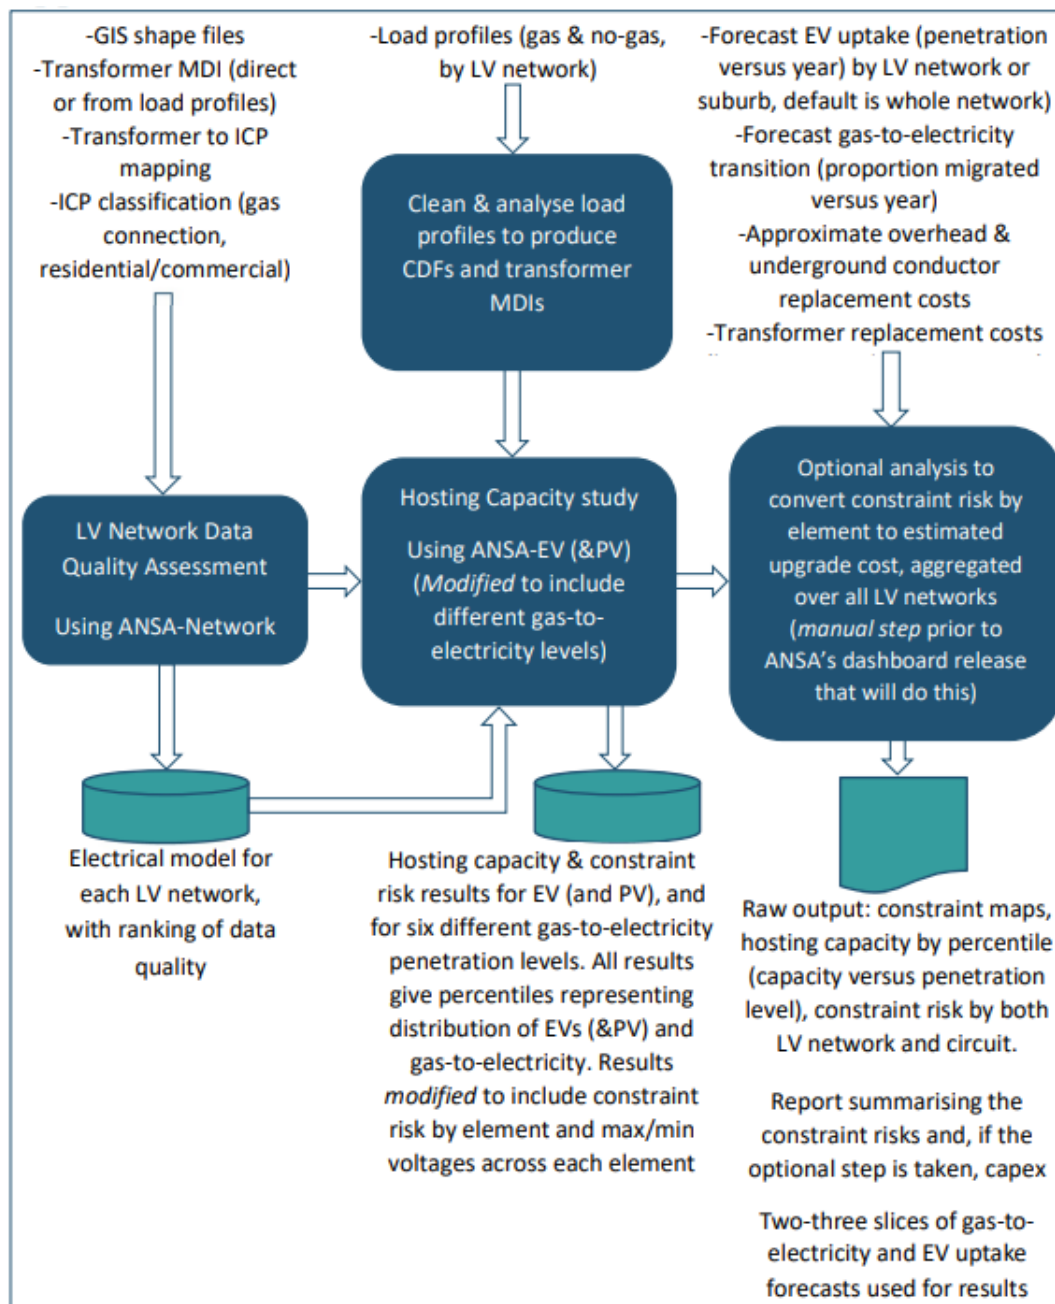 -GIS shape files
-Transformer MDI (direct
or from load profiles)
-Transformer to ICP
mapping
-ICP classification (gas
connection,
residential/commercial)
-Load profiles (gas & no-gas,
by LV network)
-Forecast EV uptake (penetration
versus year) by LV network or
suburb, default is whole network)
-Forecast gas-to-electricity
transition (proportion migrated
versus year)
-Approximate overhead &
underground conductor
replacement costs
-Transformer replacement costs
Clean & analyse load
profiles to produce
CDFs and transformer
MDIs
LV Network Data
Quality Assessment
Using ANSA-Network
Hosting Capacity study
Using ANSA-EV (&PV)
(Modified to include
different gas-to-
electricity levels)
Optional analysis to
convert constraint risk by
element to estimated
upgrade cost, aggregated
over all LV networks
(manual step prior to
ANSA's dashboard release
that will do this)
Electrical model for
each LV network,
with ranking of data
quality
Hosting capacity & constraint
risk results for EV (and PV), and
for six different gas-to-electricity
penetration levels. All results
give percentiles representing
distribution of EVs (&PV) and
gas-to-electricity. Results
modified to include constraint
risk by element and max/min
voltages across each element
Raw output: constraint maps,
hosting capacity by percentile
(capacity versus penetration
level), constraint risk by both
LV network and circuit.
Report summarising the
constraint risks and, if the
optional step is taken, capex
Two-three slices of gas-to-
electricity and EV uptake
forecasts used for results